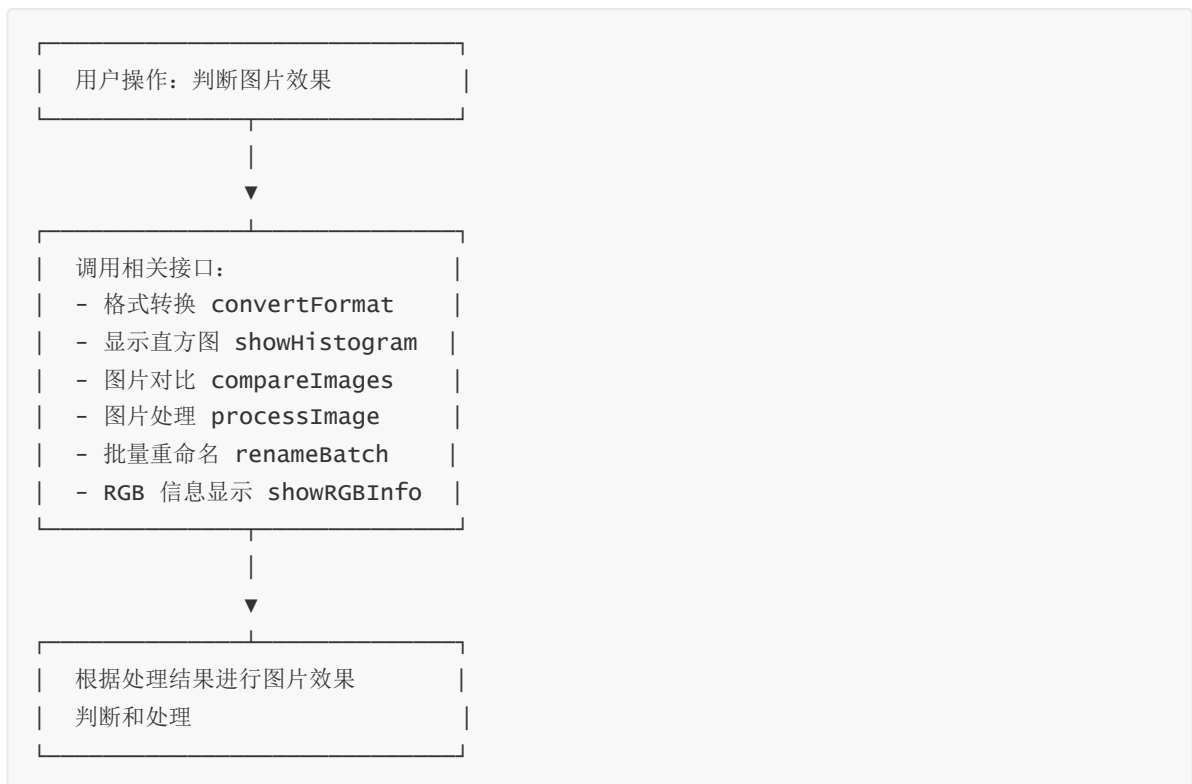 用户操作：判断图片效果
调用相关接口：
- 格式转换 convertFormat
- 显示直方图 showHistogram
- 图片对比 compareImages
- 图片处理 processImage
- 批量重命名 renameBatch
- RGB 信息显示 showRGBInfo
根据处理结果进行图片效果
判断和处理